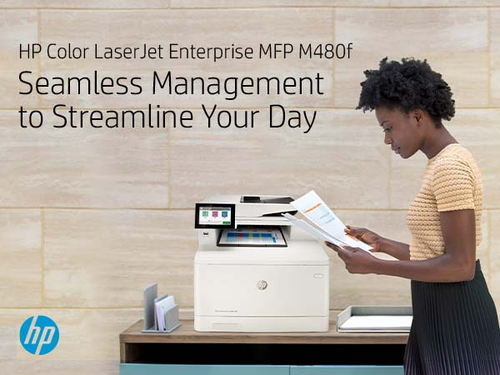 HP Color LaserJet Enterprise MFP M480f
Seamless Management
to Streamline Your Day
hp